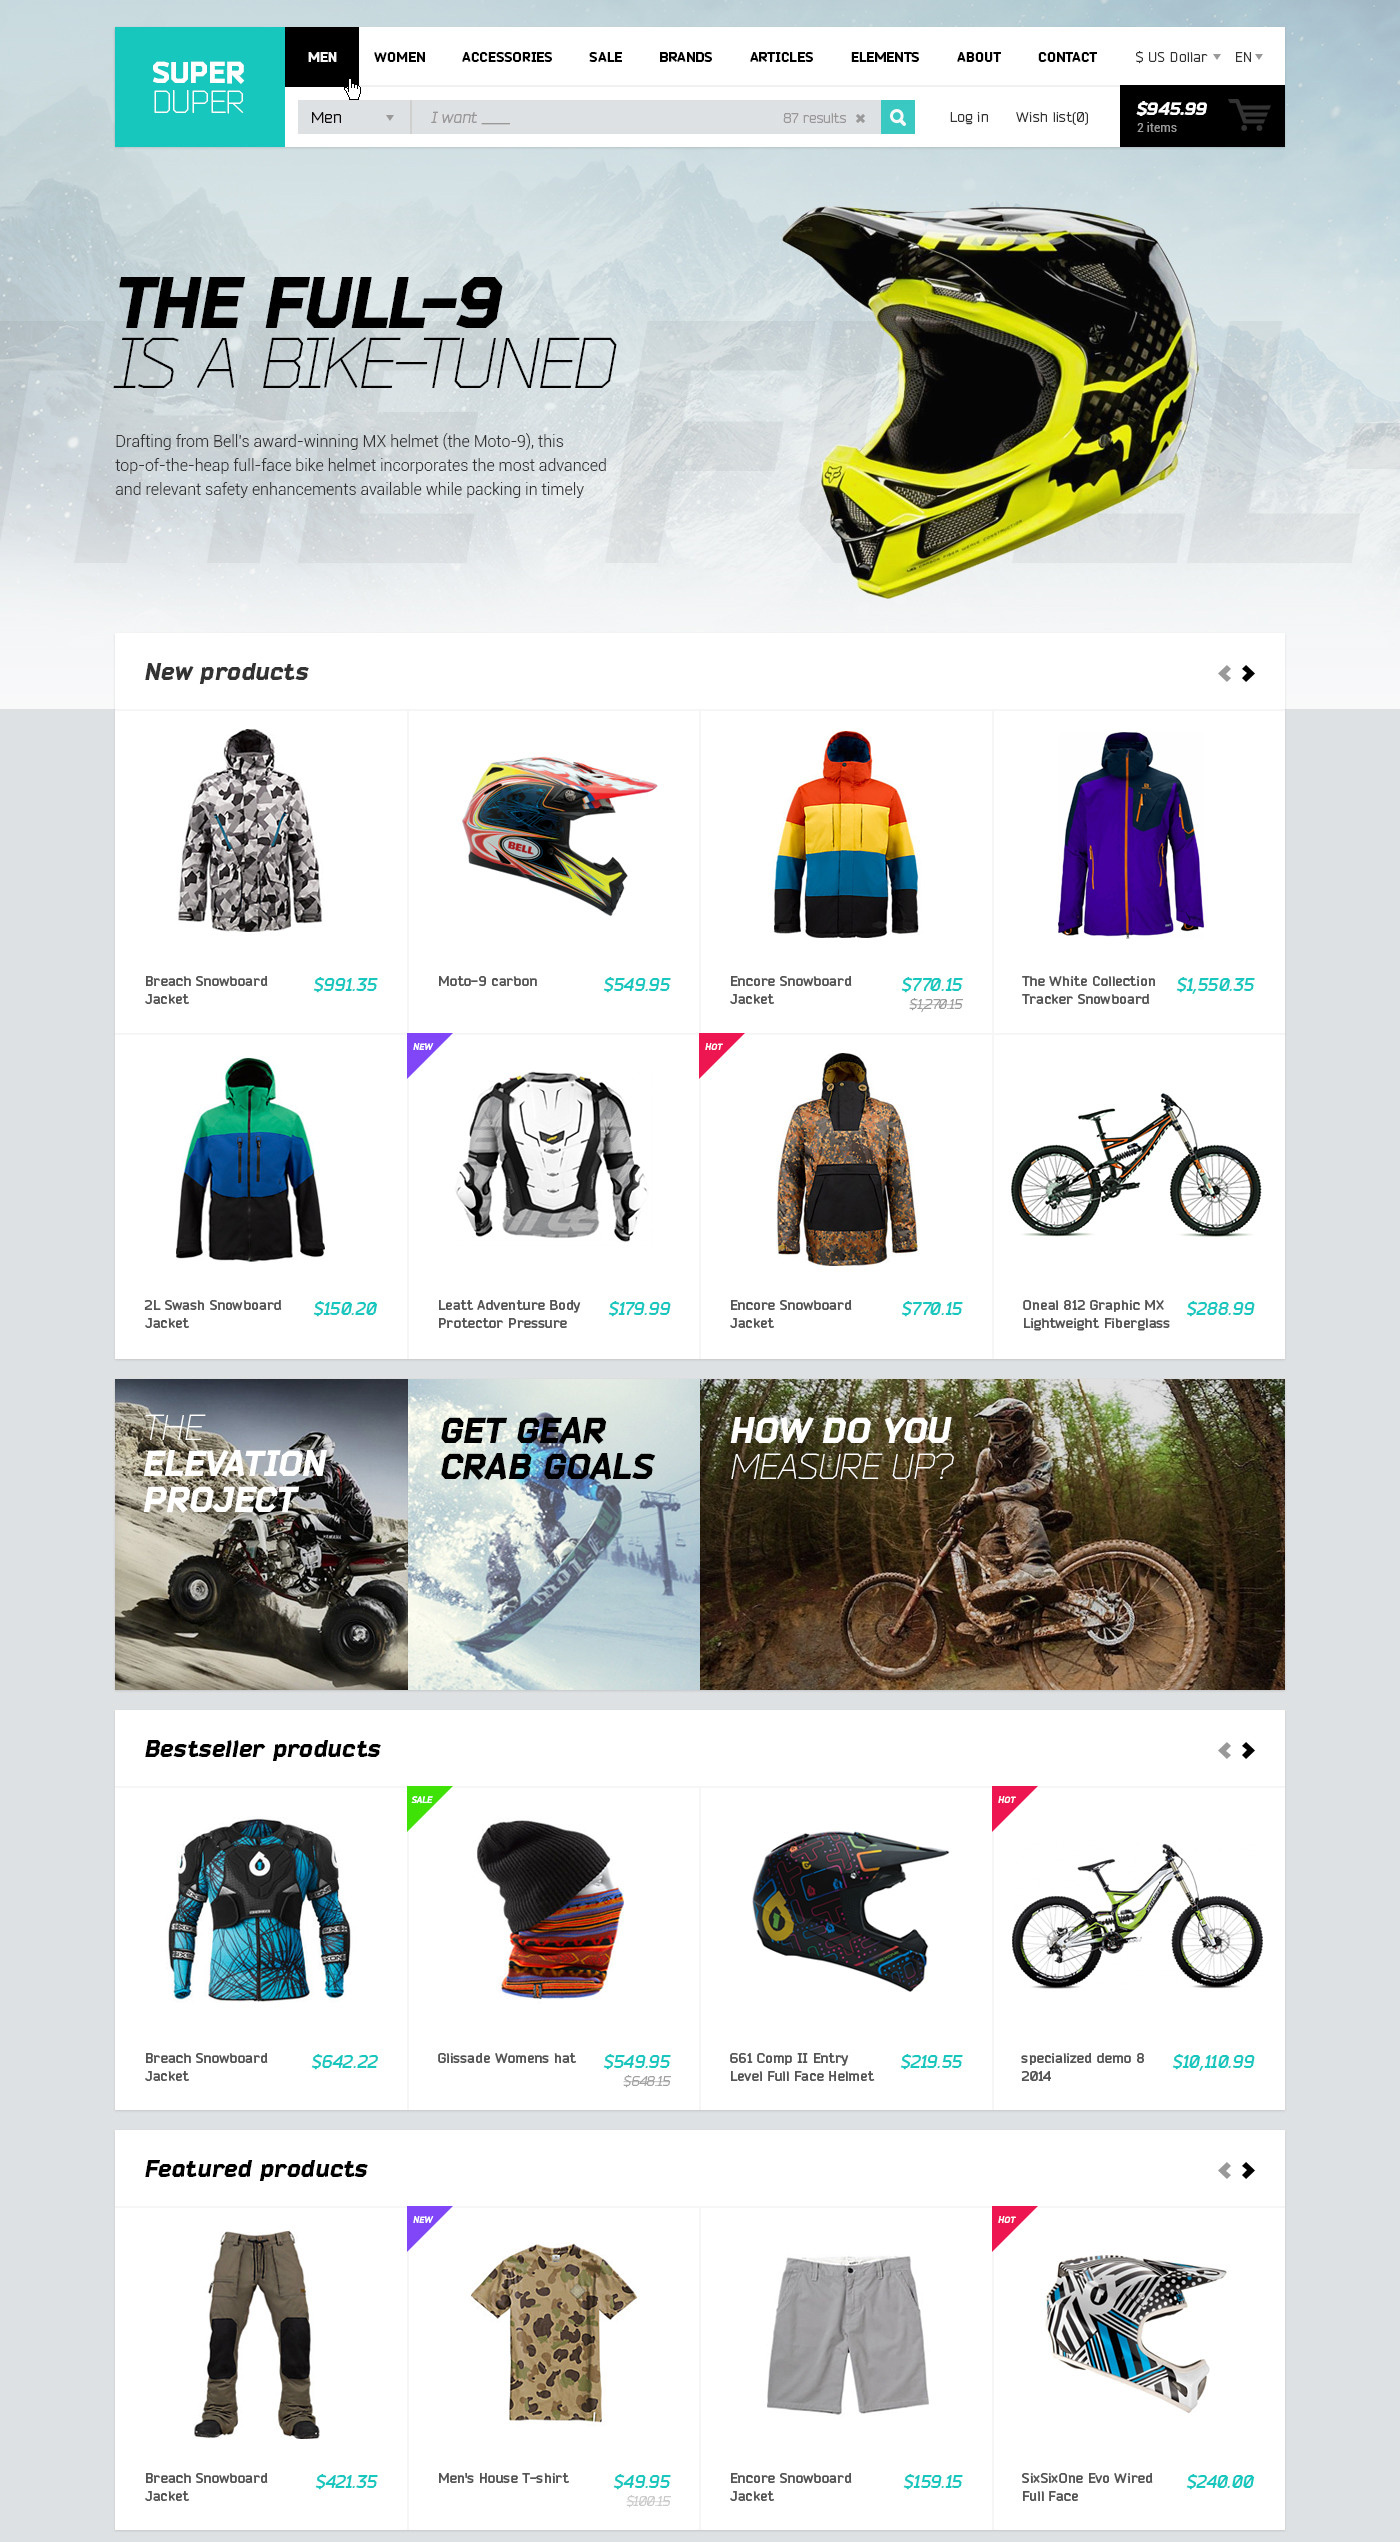 SUPER
DUPER
MEN WOMEN ACCESSORIES SALE BRANDS ARTICLES ELEMENTS ABOUT CONTACT $ US Dollar EN
Men I want ___ 87 results Log in Wish list(0)
$945.99
2 items
FOX
THE FULL-9
IS A BIKE-TUNED
THE FULL
Drafting from Bell's award-winning MX helmet (the Moto-9), this
top-of-the-heap full-face bike helmet incorporates the most advanced
and relevant safety enhancements available while packing in timely
New products
BELL
Breach Snowboard
Jacket
$991.35
Moto-9 carbon
$549.95
Encore Snowboard
Jacket
$770.15
$1,270.15
The White Collection
Tracker Snowboard
$1,550.35
NEW
HOT
2L Swash Snowboard
Jacket
$150.20
Leatt Adventure Body
Protector Pressure
$179.99
Encore Snowboard
Jacket
$770.15
Oneal 812 Graphic MX
Lightweight Fiberglass
$288.99
THE
ELEVATION
PROJECT
GET GEAR
CRAB GOALS
HOW DO YOU
MEASURE UP?
Bestseller products
SALE
HOT
Breach Snowboard
Jacket
$642.22
Glissade Womens hat
$549.95
$648.15
661 Comp II Entry
Level Full Face Helmet
$219.55
specialized demo 8
2014
$10,110.99
Featured products
NEW
HOT
Breach Snowboard
Jacket
$421.35
Men's House T-shirt
$49.95
$100.15
Encore Snowboard
Jacket
$159.15
SixSixOne Evo Wired
Full Face
$240.00